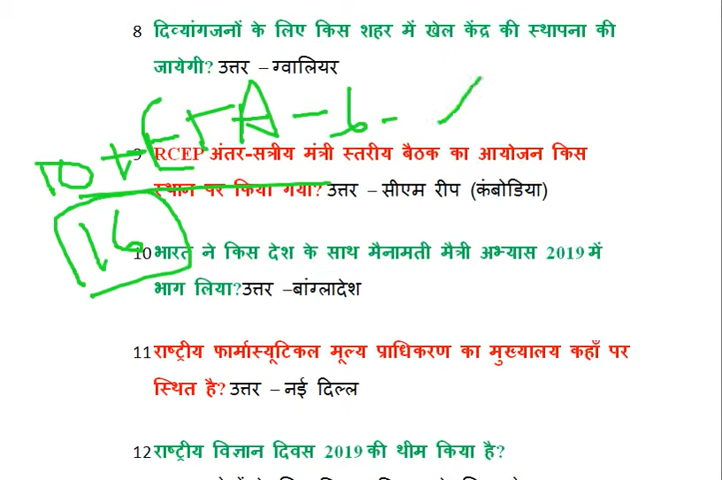 8 दिव्यांगजनों के लिए किस शहर में खेल केंद्र की स्थापना की
जायेगी? उत्तर – ग्वालियर
9 RCEP अंतर-सत्रीय मंत्री स्तरीय बैठक का आयोजन किस
स्थान पर किया गया? उत्तर – सीएम रीप (कंबोडिया)
16
10 भारत ने किस देश के साथ मैनामती मैत्री अभ्यास 2019 में
भाग लिया?उत्तर –बांग्लादेश
11 राष्ट्रीय फार्मास्यूटिकल मूल्य प्राधिकरण का मुख्यालय कहाँ पर
स्थित है? उत्तर – नई दिल्ल
12 राष्ट्रीय विज्ञान दिवस 2019 की थीम किया है?